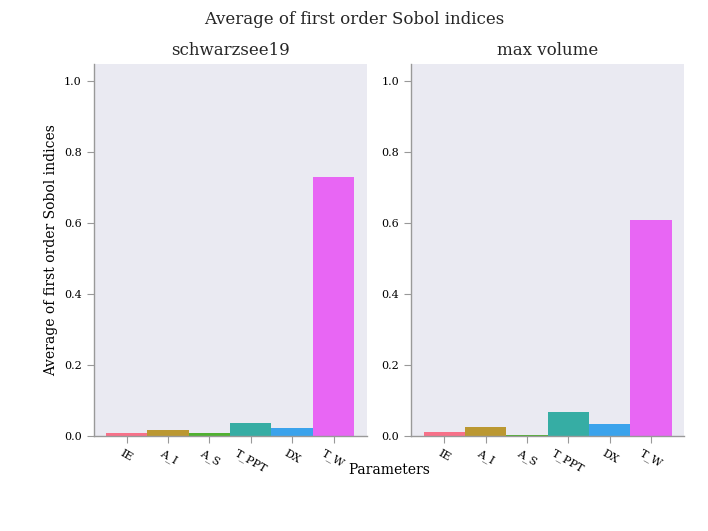 Average of first order Sobol indices
schwarzsee19
max volume
Average of first order Sobol indices
1.0
0.8
0.6
0.4
0.2
0.0
IE A_I A_S T_PPT DX T_W
1.0
0.8
0.6
0.4
0.2
0.0
IE A_I A_S T_PPT DX T_W
Parameters